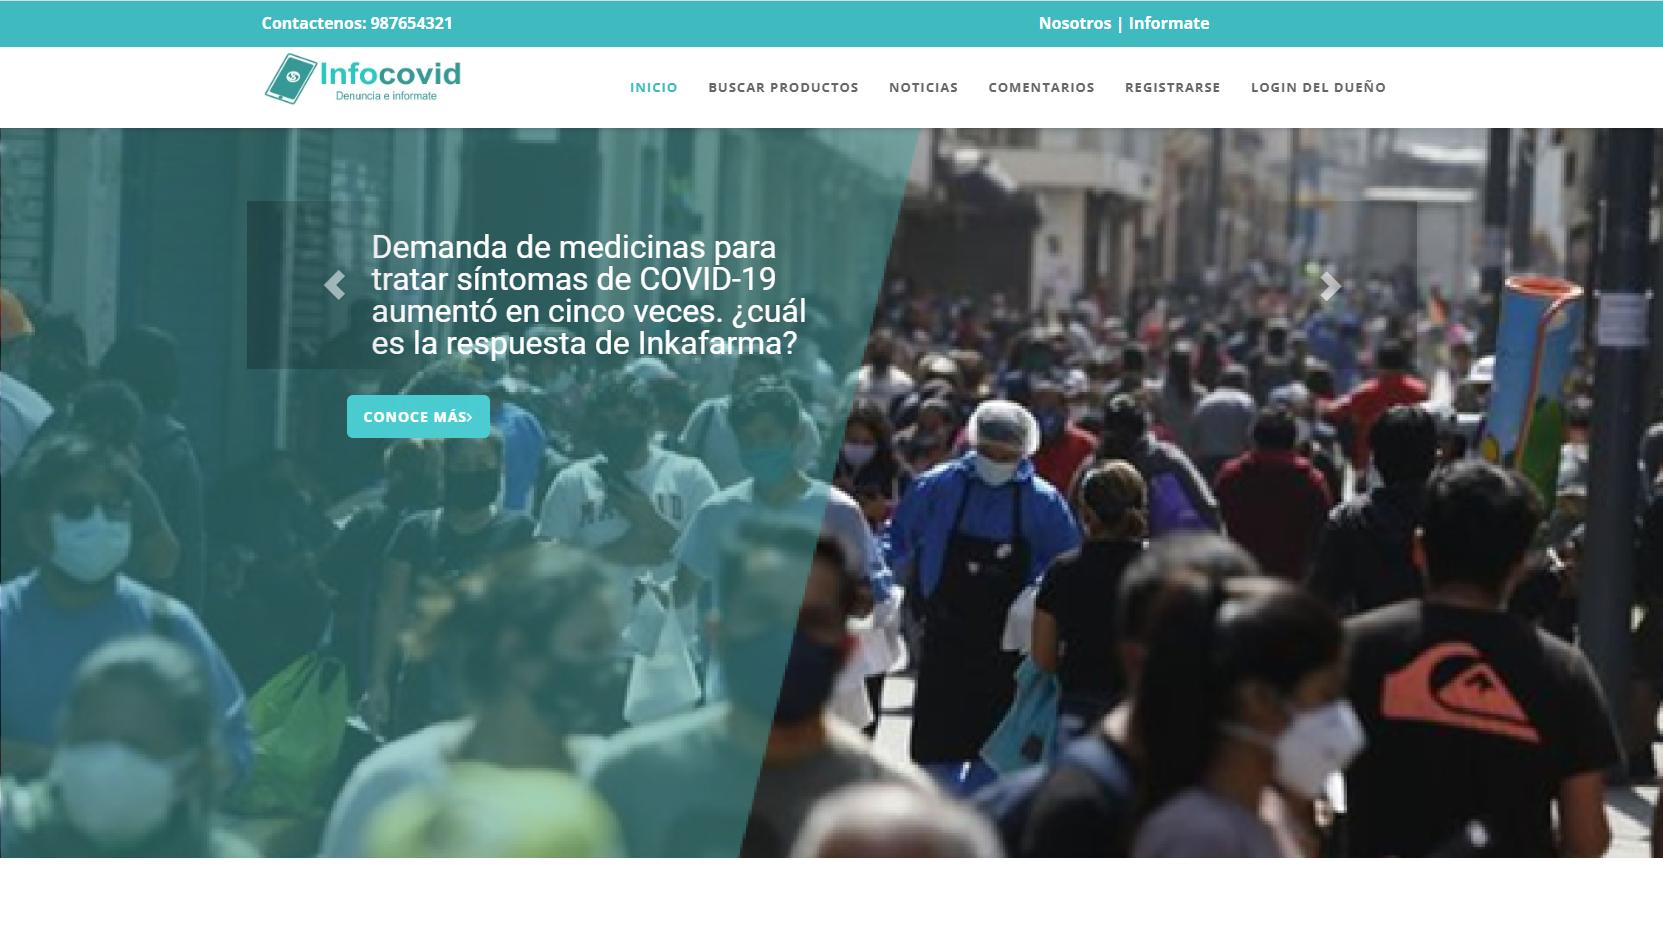 Contactenos: 987654321
Nosotros | Informate
Infocovid
Denuncia e informate
INICIO
BUSCAR PRODUCTOS
NOTICIAS
COMENTARIOS
REGISTRARSE
LOGIN DEL DUEÑO
Demanda de medicinas para
tratar síntomas de COVID-19
aumentó en cinco veces. ¿cuál
es la respuesta de Inkafarma?
CONOCE MÁS